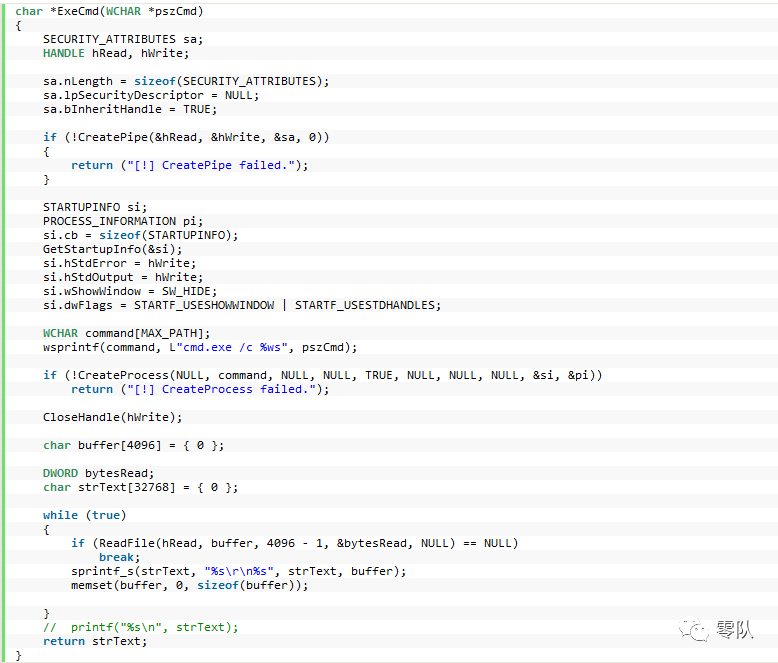 char *ExeCmd(WCHAR *pszCmd)
{
    SECURITY_ATTRIBUTES sa;
    HANDLE hRead, hWrite;

    sa.nLength = sizeof(SECURITY_ATTRIBUTES);
    sa.lpSecurityDescriptor = NULL;
    sa.bInheritHandle = TRUE;

    if (!CreatePipe(&hRead, &hWrite, &sa, 0))
    {
        return ("[!] CreatePipe failed.");
    }

    STARTUPINFO si;
    PROCESS_INFORMATION pi;
    si.cb = sizeof(STARTUPINFO);
    GetStartupInfo(&si);
    si.hStdError = hWrite;
    si.hStdOutput = hWrite;
    si.wShowWindow = SW_HIDE;
    si.dwFlags = STARTF_USESHOWWINDOW | STARTF_USESTDHANDLES;

    WCHAR command[MAX_PATH];
    wsprintf(command, L"cmd.exe /c %ws", pszCmd);

    if (!CreateProcess(NULL, command, NULL, NULL, TRUE, NULL, NULL, NULL, &si, &pi))
        return ("[!] CreateProcess failed.");

    CloseHandle(hWrite);

    char buffer[4096] = { 0 };

    DWORD bytesRead;
    char strText[32768] = { 0 };

    while (true)
    {
        if (ReadFile(hRead, buffer, 4096 - 1, &bytesRead, NULL) == NULL)
            break;
        sprintf_s(strText, "%s\r\n%s", strText, buffer);
        memset(buffer, 0, sizeof(buffer));

    }
    //  printf("%s\n", strText);
    return strText;
}
零队